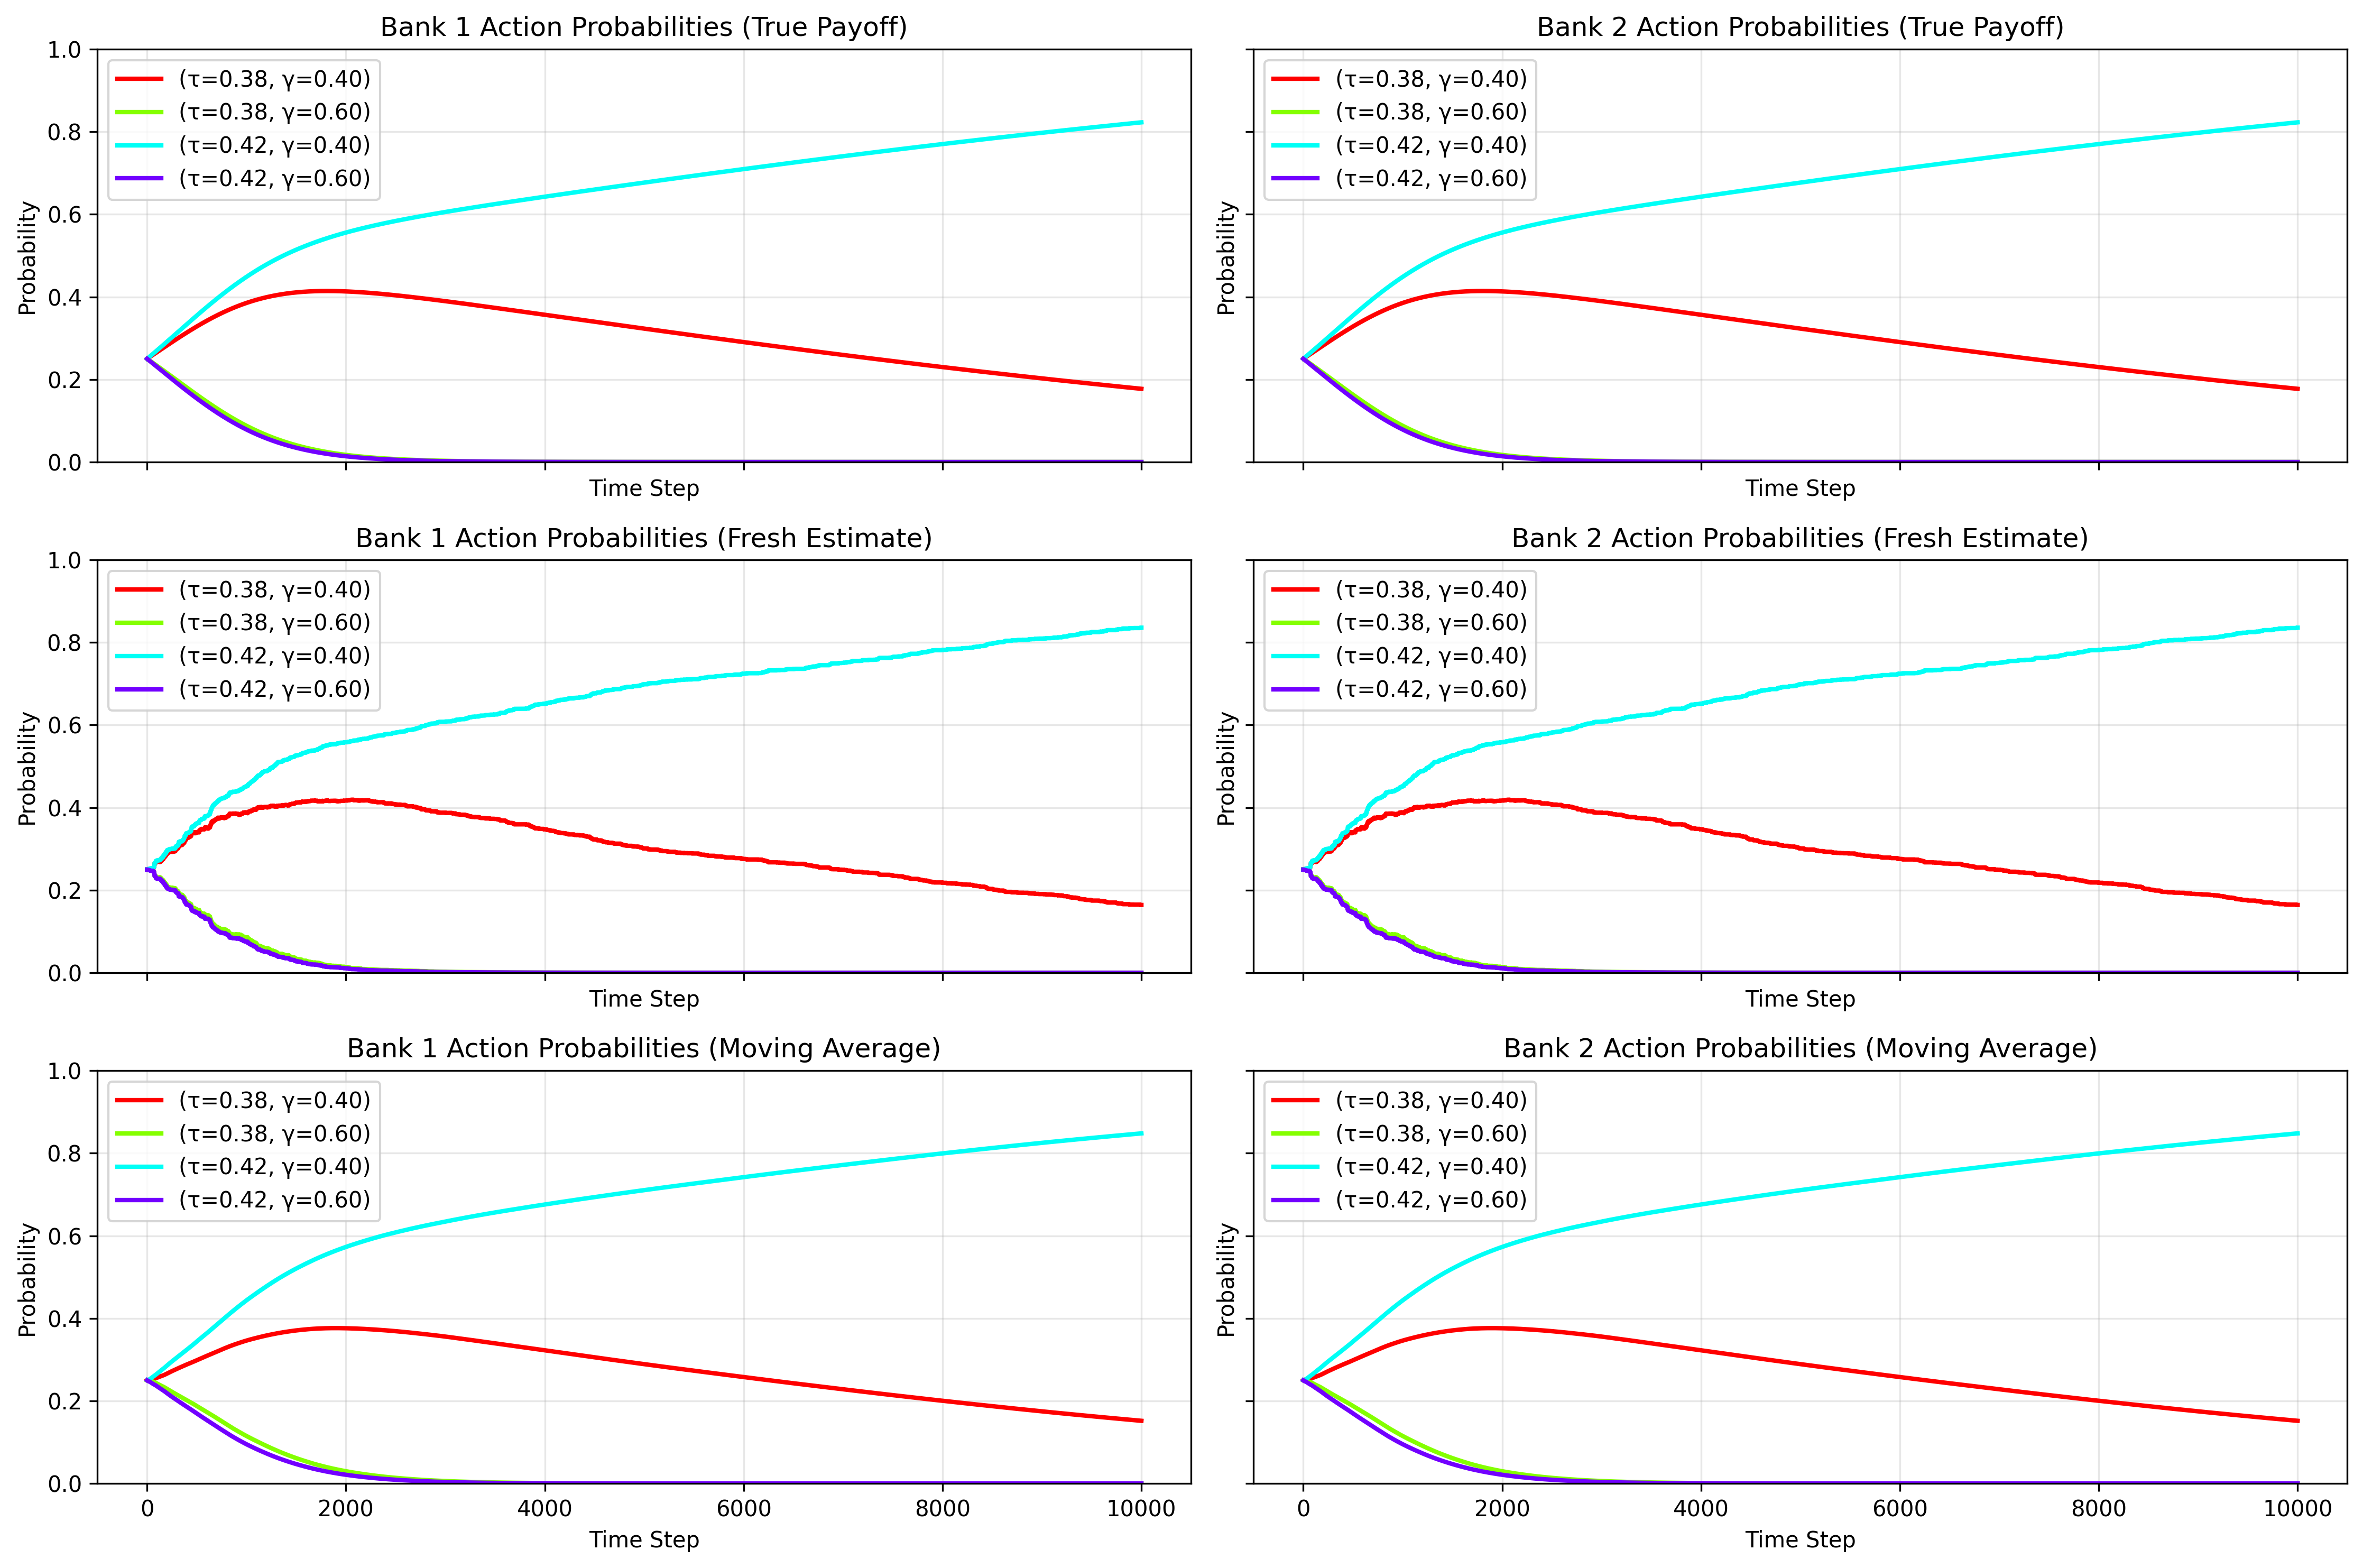 Bank 1 Action Probabilities (True Payoff)
1.0
0.8
0.6
0.4
0.2
0.0
Probability
(τ=0.38, γ=0.40)
(τ=0.38, γ=0.60)
(τ=0.42, γ=0.40)
(τ=0.42, γ=0.60)
Time Step
Bank 2 Action Probabilities (True Payoff)
Probability
(τ=0.38, γ=0.40)
(τ=0.38, γ=0.60)
(τ=0.42, γ=0.40)
(τ=0.42, γ=0.60)
Time Step
Bank 1 Action Probabilities (Fresh Estimate)
1.0
0.8
0.6
0.4
0.2
0.0
Probability
(τ=0.38, γ=0.40)
(τ=0.38, γ=0.60)
(τ=0.42, γ=0.40)
(τ=0.42, γ=0.60)
Time Step
Bank 2 Action Probabilities (Fresh Estimate)
Probability
(τ=0.38, γ=0.40)
(τ=0.38, γ=0.60)
(τ=0.42, γ=0.40)
(τ=0.42, γ=0.60)
Time Step
Bank 1 Action Probabilities (Moving Average)
1.0
0.8
0.6
0.4
0.2
0.0
Probability
(τ=0.38, γ=0.40)
(τ=0.38, γ=0.60)
(τ=0.42, γ=0.40)
(τ=0.42, γ=0.60)
0 2000 4000 6000 8000 10000
Time Step
Bank 2 Action Probabilities (Moving Average)
Probability
(τ=0.38, γ=0.40)
(τ=0.38, γ=0.60)
(τ=0.42, γ=0.40)
(τ=0.42, γ=0.60)
0 2000 4000 6000 8000 10000
Time Step